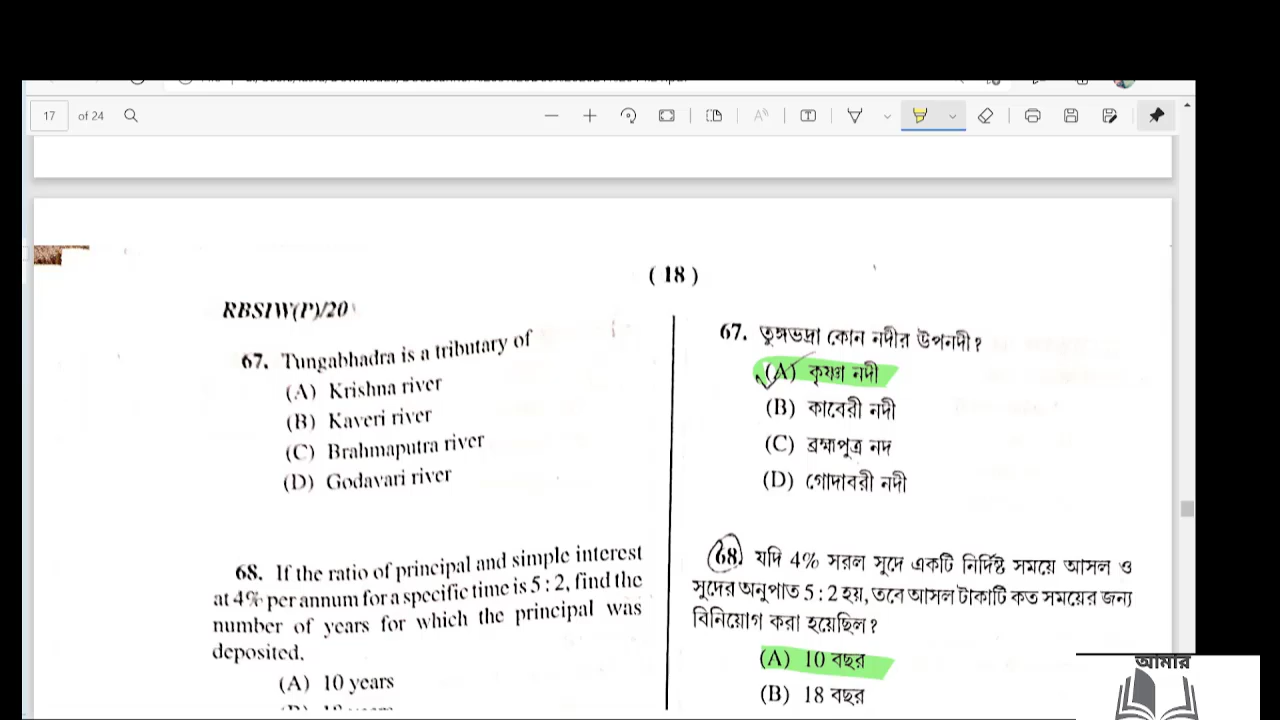 17 of 24
( 18 )
RBSIW(P)/20
67. Tungabhadra is a tributary of
(A) Krishna river
(B) Kaveri river
(C) Brahmaputra river
(D) Godavari river
68. If the ratio of principal and simple interest
at 4% per annum for a specific time is 5 : 2, find the
number of years for which the principal was
deposited.
(A) 10 years
67. তুঙ্গভদ্রা কোন নদীর উপনদী?
(A) কৃষ্ণা নদী
(B) কাবেরী নদী
(C) ব্রহ্মপুত্র নদ
(D) গোদাবরী নদী
68. যদি 4% সরল সুদে একটি নির্দিষ্ট সময়ে আসল ও
সুদের অনুপাত 5 : 2 হয়, তবে আসল টাকাটি কত সময়ের জন্য
বিনিয়োগ করা হয়েছিল?
(A) 10 বছর
(B) 18 বছর
আমার